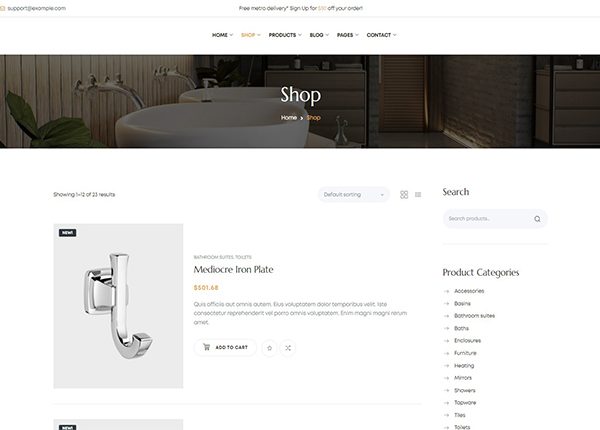 support@example.com
Free metro delivery* Sign Up for $10 off your order!
HOME SHOP PRODUCTS BLOG PAGES CONTACT
Shop
Home > Shop
Showing 1–12 of 23 results
Default sorting
Search
Search products..
NEW!
BATHROOM SUITES, TOILETS
Mediocre Iron Plate
$501.68
Quis officiis aut omnis autem. Eius voluptatem dolor temporibus velit. Iste
consectetur reprehenderit vel porro omnis voluptatem. Enim magni magni rerum
amet.
ADD TO CART
Product Categories
Accessories
Basins
Bathroom suites
Baths
Enclosures
Furniture
Heating
Mirrors
Showers
Tapware
Tiles
Toilets